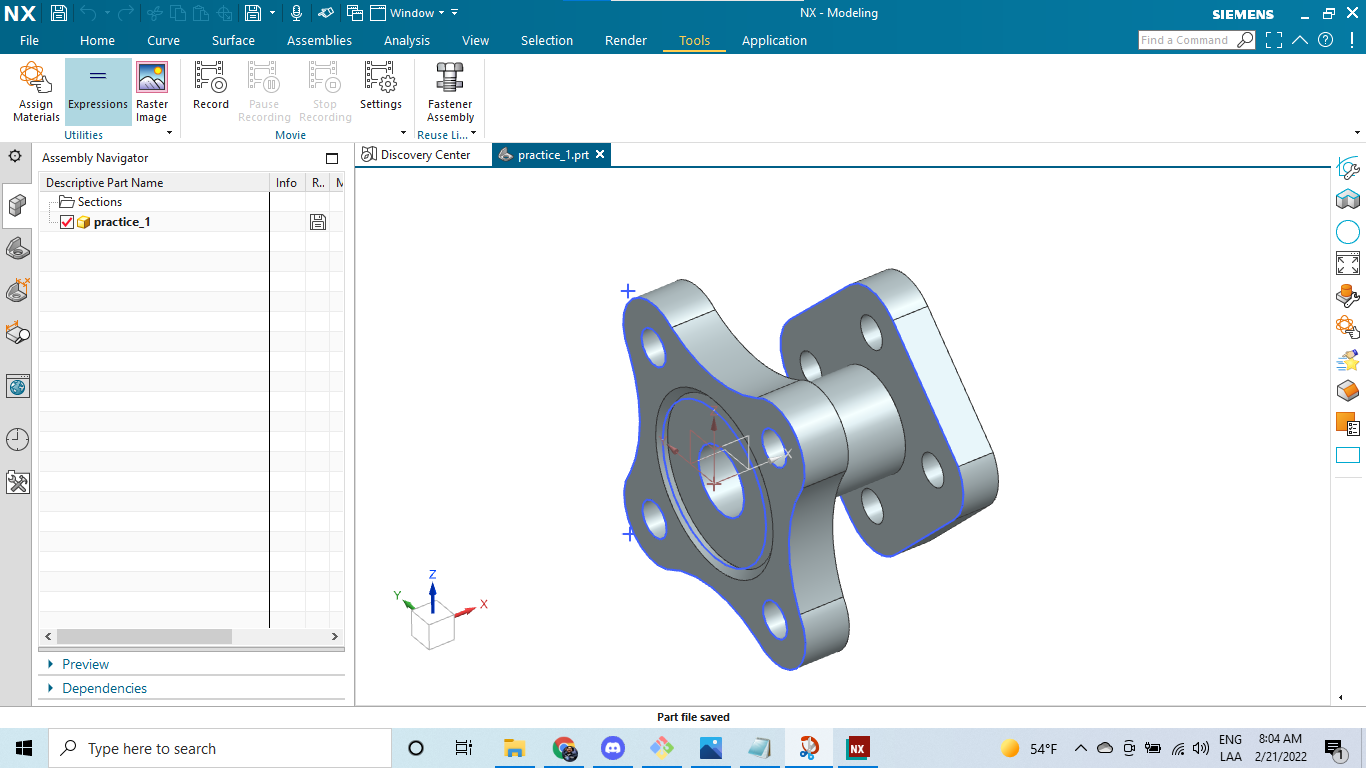 NX
Window
NX - Modeling
SIEMENS
File Home Curve Surface Assemblies Analysis View Selection Render Tools Application
Find a Command
Assign Materials
Expressions
Raster Image
Utilities
Record
Pause Recording
Stop Recording
Settings
Movie
Fastener Assembly
Reuse Li...
Assembly Navigator
Descriptive Part Name Info R.. M
Sections
practice_1
Preview
Dependencies
Discovery Center
practice_1.prt
X
Z
Y
X
Part file saved
Type here to search
NX
54°F
ENG
LAA
8:04 AM
2/21/2022
1